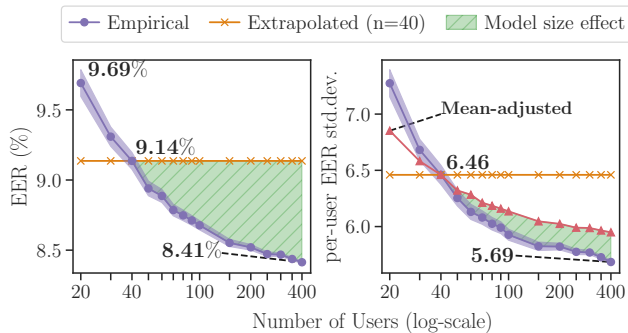 Empirical Extrapolated (n=40) Model size effect
9.69%
9.14%
8.41%
9.5
9.0
8.5
EER (%)
20 40 100 200 400
Mean-adjusted
6.46
5.69
7.0
6.5
6.0
per-user EER std.dev.
20 40 100 200 400
Number of Users (log-scale)